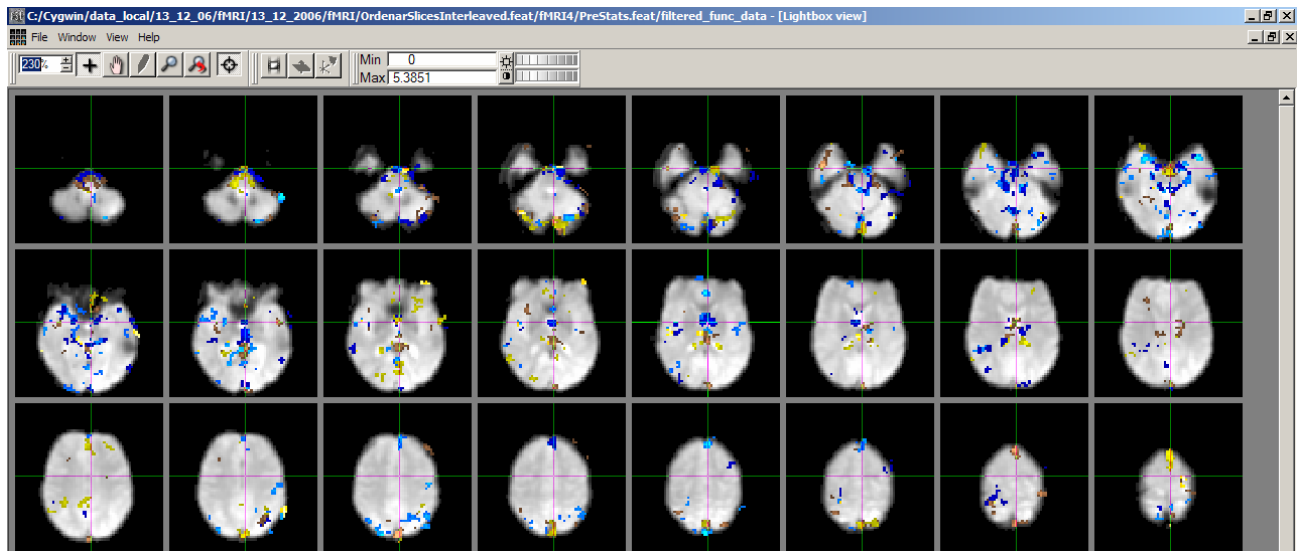 C:/Cygwin/data_local/13_12_06/fMRI/13_12_2006/fMRI/OrdenarSlicesInterleaved.feat/fMRI4/PreStats.feat/filtered_func_data - [Lightbox view]
File Window View Help
230%
Min 0
Max 5.3851